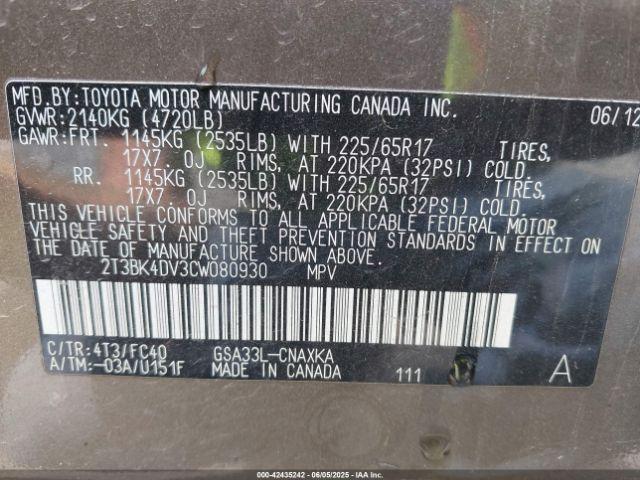 MFD.BY:TOYOTA MOTOR MANUFACTURING CANADA INC. 06/12
GVWR:2140KG (4720LB)
GAWR:FRT. 1145KG (2535LB) WITH 225/65R17 TIRES,
17X7.0J RIMS, AT 220KPA (32PSI) COLD.
RR. 1145KG (2535LB) WITH 225/65R17 TIRES,
17X7.0J RIMS, AT 220KPA (32PSI) COLD.
THIS VEHICLE CONFORMS TO ALL APPLICABLE FEDERAL MOTOR
VEHICLE SAFETY AND THEFT PREVENTION STANDARDS IN EFFECT ON
THE DATE OF MANUFACTURE SHOWN ABOVE.
2T3BK4DV3CW080930 MPV
C/TR:4T3/FC40 GSA33L-CNAXKA
A/TM:-03A/U151F MADE IN CANADA 111 A
000 - 42435242 - 06/05/2025 - IAA Inc.